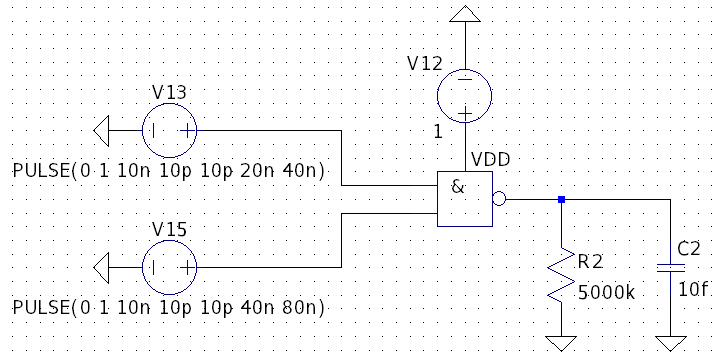 V12
V13
1
VDD
PULSE(0 1 10n 10p 10p 20n 40n)
&
V15
C2
R2
10f
5000k
PULSE(0 1 10n 10p 10p 40n 80n)